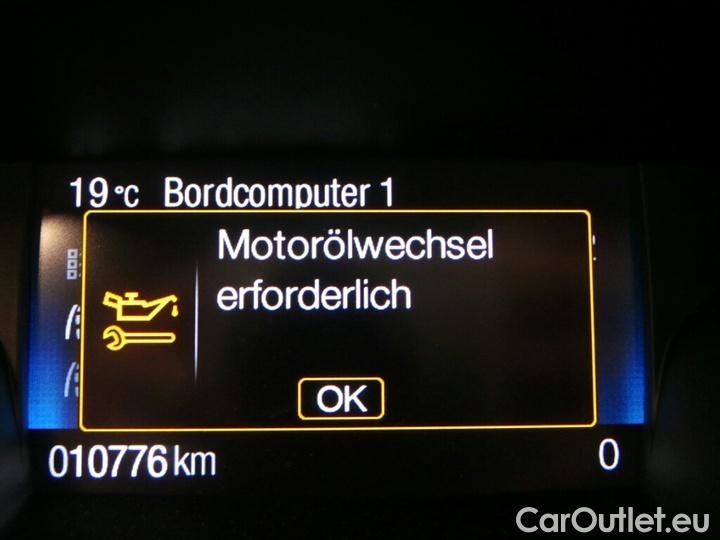 19 °C Bordcomputer 1
Motorölwechsel
erforderlich
OK
010776 km 0
CarOutlet.eu